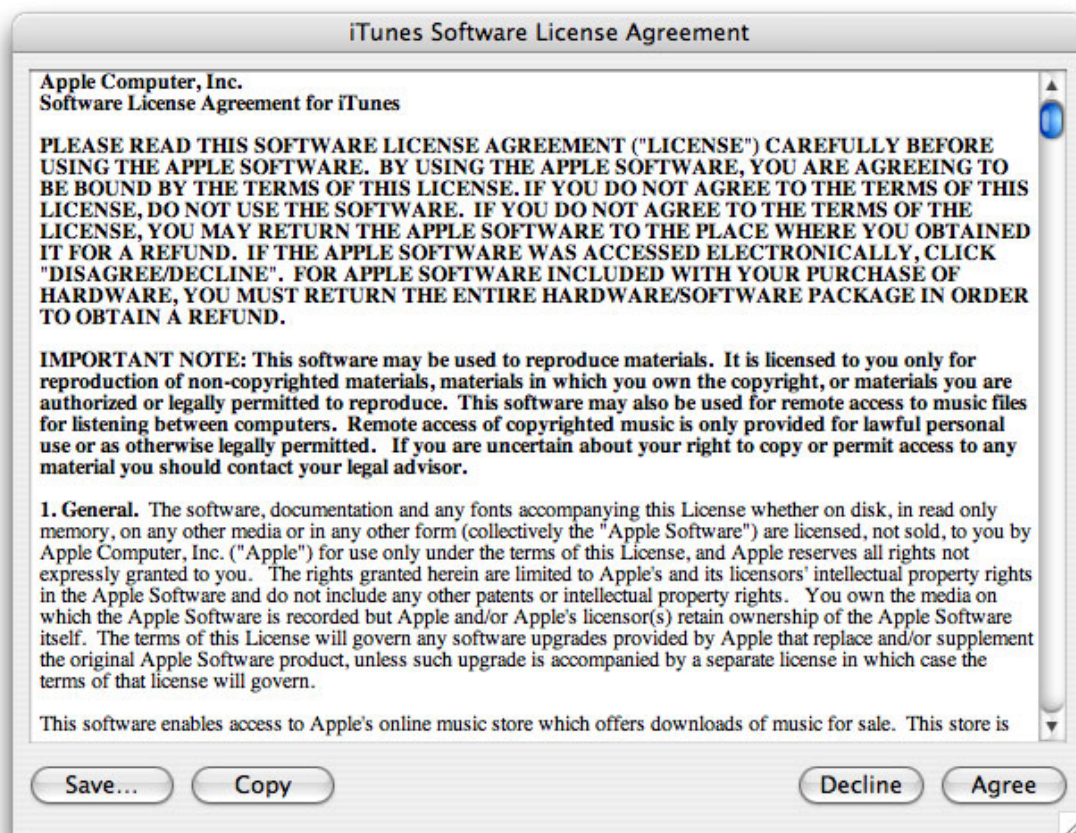 iTunes Software License Agreement
Apple Computer, Inc.
Software License Agreement for iTunes
PLEASE READ THIS SOFTWARE LICENSE AGREEMENT ("LICENSE") CAREFULLY BEFORE
USING THE APPLE SOFTWARE.  BY USING THE APPLE SOFTWARE, YOU ARE AGREEING TO
BE BOUND BY THE TERMS OF THIS LICENSE. IF YOU DO NOT AGREE TO THE TERMS OF THIS
LICENSE, DO NOT USE THE SOFTWARE.  IF YOU DO NOT AGREE TO THE TERMS OF THE
LICENSE, YOU MAY RETURN THE APPLE SOFTWARE TO THE PLACE WHERE YOU OBTAINED
IT FOR A REFUND.  IF THE APPLE SOFTWARE WAS ACCESSED ELECTRONICALLY, CLICK
"DISAGREE/DECLINE".  FOR APPLE SOFTWARE INCLUDED WITH YOUR PURCHASE OF
HARDWARE, YOU MUST RETURN THE ENTIRE HARDWARE/SOFTWARE PACKAGE IN ORDER
TO OBTAIN A REFUND.
IMPORTANT NOTE: This software may be used to reproduce materials.  It is licensed to you only for
reproduction of non-copyrighted materials, materials in which you own the copyright, or materials you are
authorized or legally permitted to reproduce.  This software may also be used for remote access to music files
for listening between computers.  Remote access of copyrighted music is only provided for lawful personal
use or as otherwise legally permitted.   If you are uncertain about your right to copy or permit access to any
material you should contact your legal advisor.
1. General.  The software, documentation and any fonts accompanying this License whether on disk, in read only
memory, on any other media or in any other form (collectively the "Apple Software") are licensed, not sold, to you by
Apple Computer, Inc. ("Apple") for use only under the terms of this License, and Apple reserves all rights not
expressly granted to you.   The rights granted herein are limited to Apple's and its licensors' intellectual property rights
in the Apple Software and do not include any other patents or intellectual property rights.   You own the media on
which the Apple Software is recorded but Apple and/or Apple's licensor(s) retain ownership of the Apple Software
itself.  The terms of this License will govern any software upgrades provided by Apple that replace and/or supplement
the original Apple Software product, unless such upgrade is accompanied by a separate license in which case the
terms of that license will govern.
This software enables access to Apple's online music store which offers downloads of music for sale.  This store is
Save... Copy Decline Agree